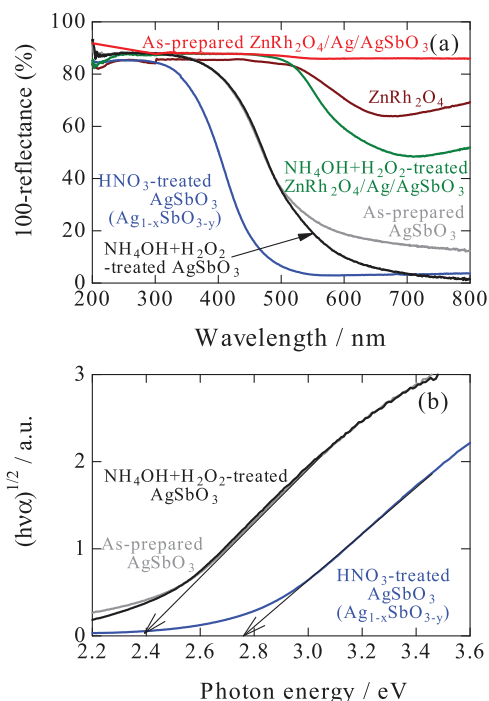 As-prepared ZnRh2O4/Ag/AgSbO3 (a)
100
80
60
40
20
0
100-reflectance (%)
ZnRh2O4
NH4OH+H2O2-treated
ZnRh2O4/Ag/AgSbO3
HNO3-treated
AgSbO3
(Ag1-xSbO3-y)
As-prepared
AgSbO3
NH4OH+H2O2
-treated AgSbO3
200 300 400 500 600 700 800
Wavelength / nm
(b)
3
2
1
0
(hνα)1/2 / a.u.
NH4OH+H2O2-treated
AgSbO3
As-prepared
AgSbO3
HNO3-treated
AgSbO3
(Ag1-xSbO3-y)
2.2 2.4 2.6 2.8 3.0 3.2 3.4 3.6
Photon energy / eV